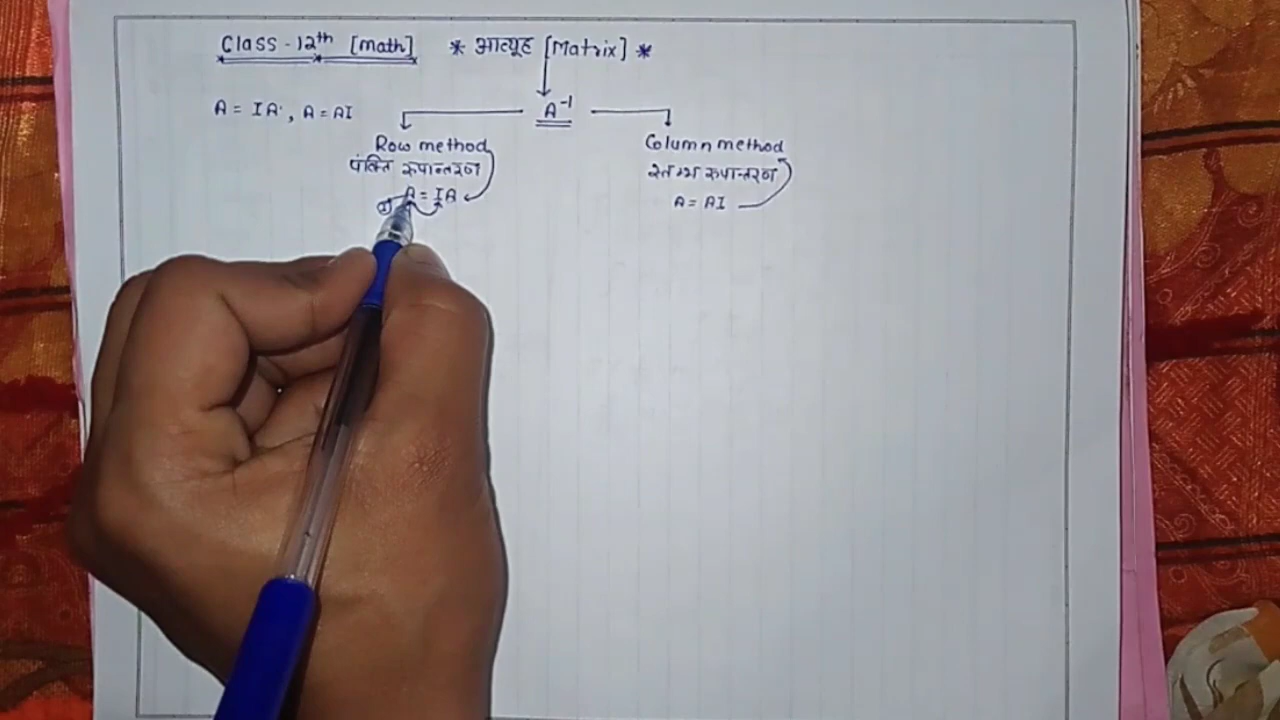 Class - 12th [math] * आव्यूह [Matrix] *
A = IA, A = AI
A⁻¹
Row method
पंक्ति रुपान्तरण
A = IA
Column method
स्तम्भ रुपान्तरण
A = AI